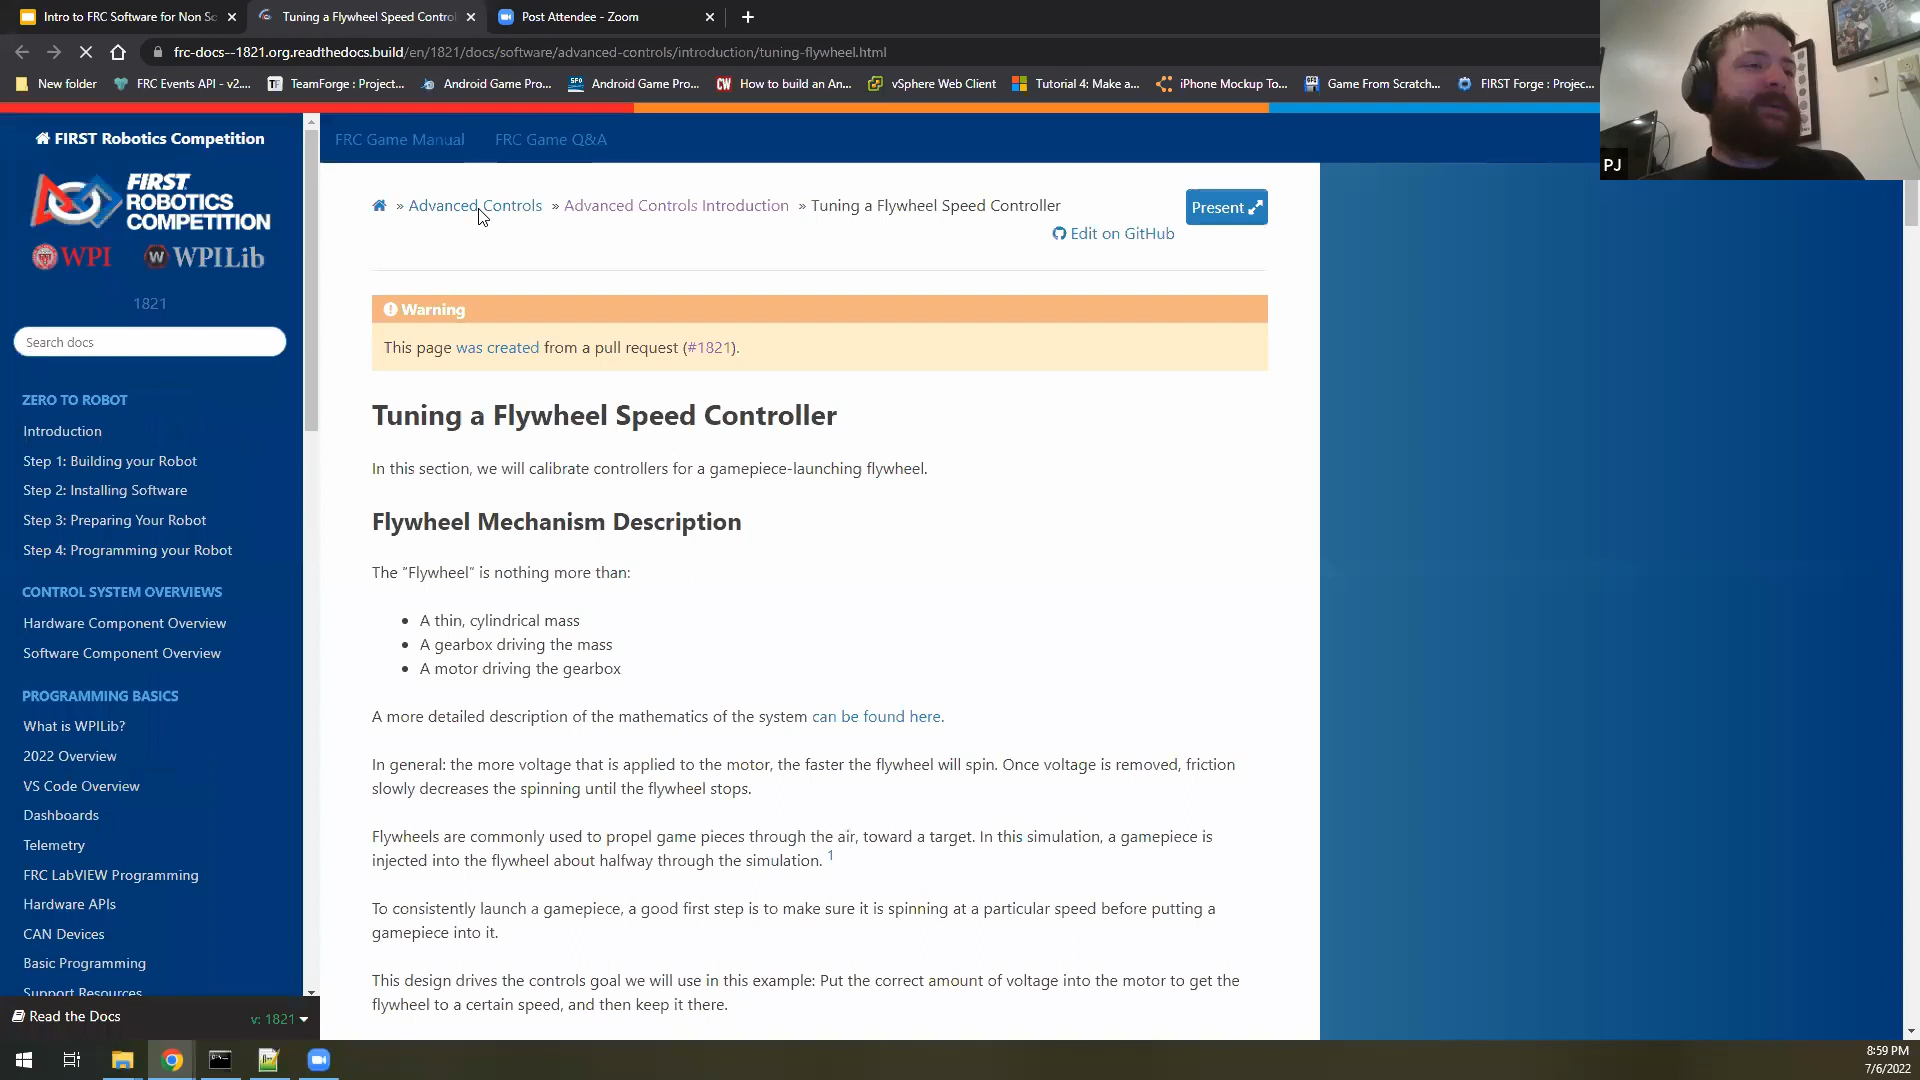 Intro to FRC Software for Non So
Tuning a Flywheel Speed Contro
Post Attendee - Zoom
frc-docs--1821.org.readthedocs.build/en/1821/docs/software/advanced-controls/introduction/tuning-flywheel.html
New folder
FRC Events API - v2....
TeamForge : Project...
Android Game Pro...
Android Game Pro...
How to build an An...
vSphere Web Client
Tutorial 4: Make a...
iPhone Mockup To...
Game From Scratch...
FIRST Forge : Projec...
PJ
FIRST Robotics Competition
FIRST
ROBOTICS
COMPETITION
WPI
W WPILib
1821
Search docs
ZERO TO ROBOT
Introduction
Step 1: Building your Robot
Step 2: Installing Software
Step 3: Preparing Your Robot
Step 4: Programming your Robot
CONTROL SYSTEM OVERVIEWS
Hardware Component Overview
Software Component Overview
PROGRAMMING BASICS
What is WPILib?
2022 Overview
VS Code Overview
Dashboards
Telemetry
FRC LabVIEW Programming
Hardware APIs
CAN Devices
Basic Programming
Support Resources
Read the Docs
v: 1821
FRC Game Manual
FRC Game Q&A
» Advanced Controls » Advanced Controls Introduction » Tuning a Flywheel Speed Controller
Present
Edit on GitHub
Warning
This page was created from a pull request (#1821).
Tuning a Flywheel Speed Controller
In this section, we will calibrate controllers for a gamepiece-launching flywheel.
Flywheel Mechanism Description
The “Flywheel” is nothing more than:
• A thin, cylindrical mass
• A gearbox driving the mass
• A motor driving the gearbox
A more detailed description of the mathematics of the system can be found here.
In general: the more voltage that is applied to the motor, the faster the flywheel will spin. Once voltage is removed, friction
slowly decreases the spinning until the flywheel stops.
Flywheels are commonly used to propel game pieces through the air, toward a target. In this simulation, a gamepiece is
injected into the flywheel about halfway through the simulation. 1
To consistently launch a gamepiece, a good first step is to make sure it is spinning at a particular speed before putting a
gamepiece into it.
This design drives the controls goal we will use in this example: Put the correct amount of voltage into the motor to get the
flywheel to a certain speed, and then keep it there.
8:59 PM
7/6/2022